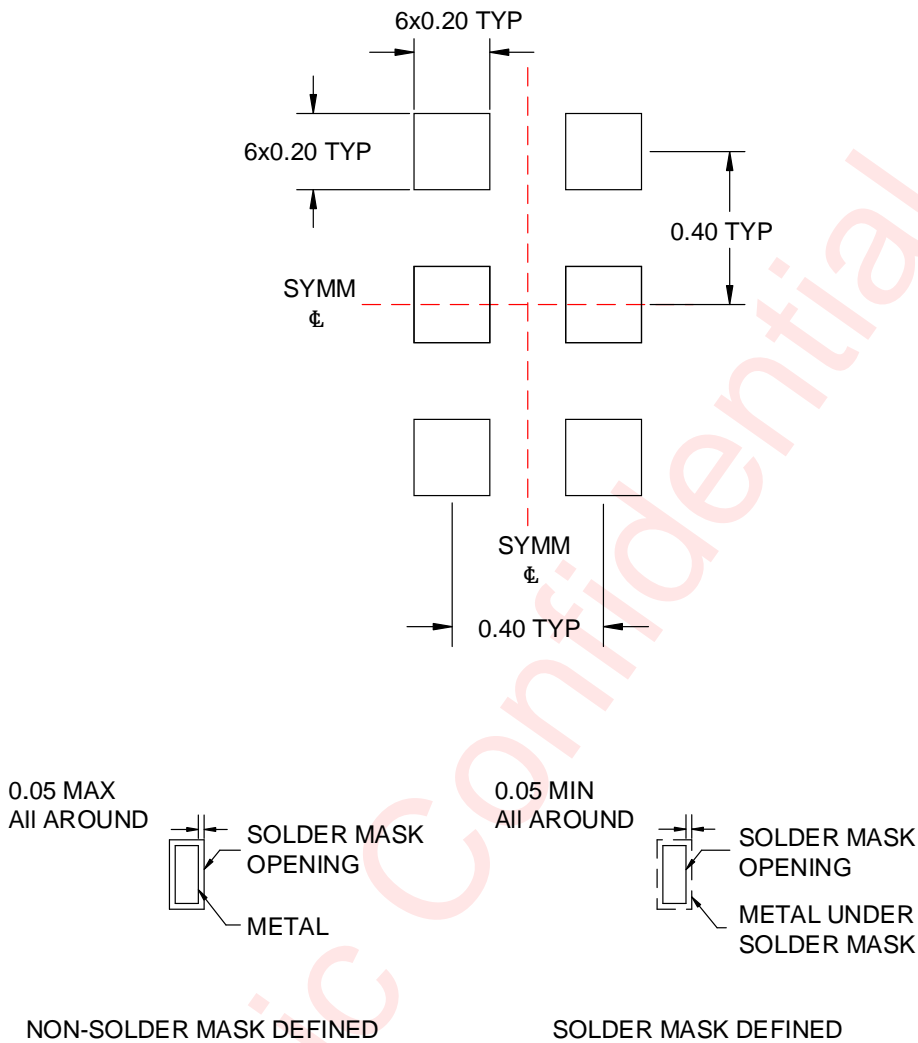 6x0.20 TYP
6x0.20 TYP
0.40 TYP
SYMM
℄
SYMM
℄
0.40 TYP
0.05 MAX
All AROUND
SOLDER MASK
OPENING
METAL
NON-SOLDER MASK DEFINED
0.05 MIN
All AROUND
SOLDER MASK
OPENING
METAL UNDER
SOLDER MASK
SOLDER MASK DEFINED
ic Confidential